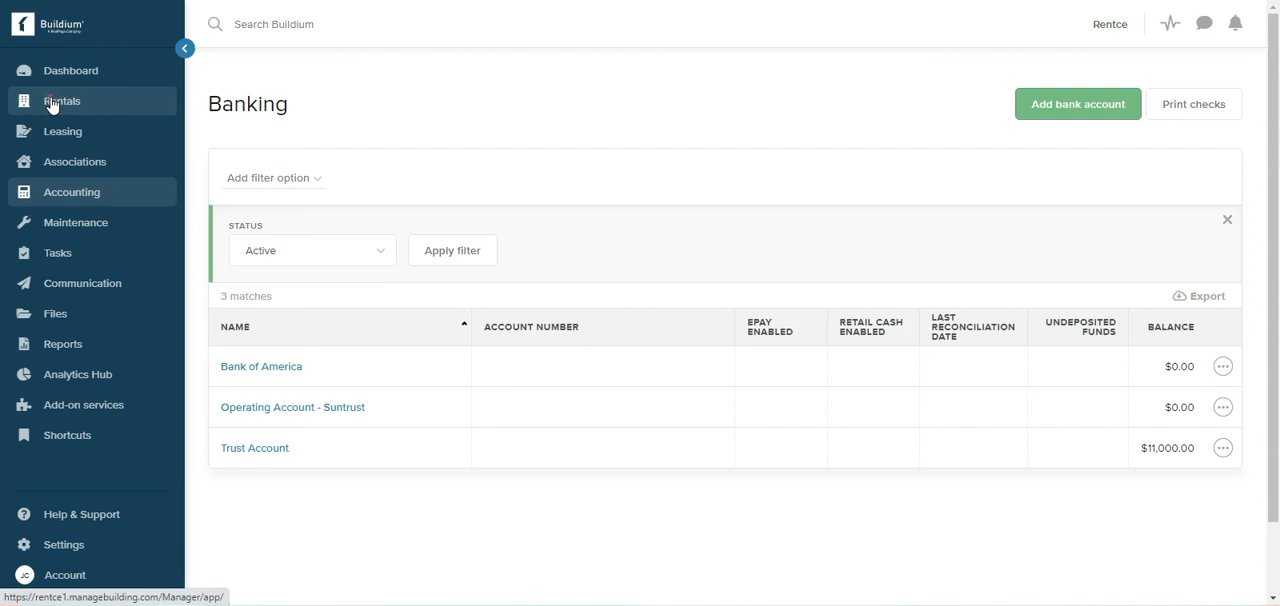 Buildium®
A RealPage Company
Search Buildium
Rentce
Dashboard
Rentals
Leasing
Associations
Accounting
Maintenance
Tasks
Communication
Files
Reports
Analytics Hub
Add-on services
Shortcuts
Help & Support
Settings
JC Account
https://rentce1.managebuilding.com/Manager/app/
Banking
Add bank account
Print checks
Add filter option
STATUS
Active
Apply filter
3 matches
Export
NAME ACCOUNT NUMBER EPAY ENABLED RETAIL CASH ENABLED LAST RECONCILIATION DATE UNDEPOSITED FUNDS BALANCE
Bank of America $0.00
Operating Account - Suntrust $0.00
Trust Account $11,000.00